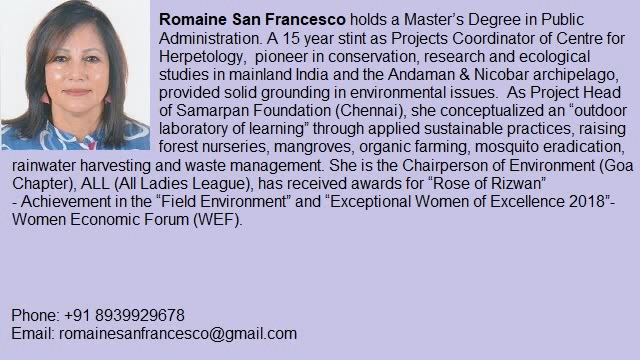 Romaine San Francesco holds a Master’s Degree in Public
Administration. A 15 year stint as Projects Coordinator of Centre for
Herpetology,  pioneer in conservation, research and ecological
studies in mainland India and the Andaman & Nicobar archipelago,
provided solid grounding in environmental issues.  As Project Head
of Samarpan Foundation (Chennai), she conceptualized an “outdoor
laboratory of learning” through applied sustainable practices, raising
forest nurseries, mangroves, organic farming, mosquito eradication,
rainwater harvesting and waste management. She is the Chairperson of Environment (Goa
Chapter), ALL (All Ladies League), has received awards for “Rose of Rizwan”
- Achievement in the “Field Environment” and “Exceptional Women of Excellence 2018”-
Women Economic Forum (WEF).
Phone: +91 8939929678
Email: romainesanfrancesco@gmail.com